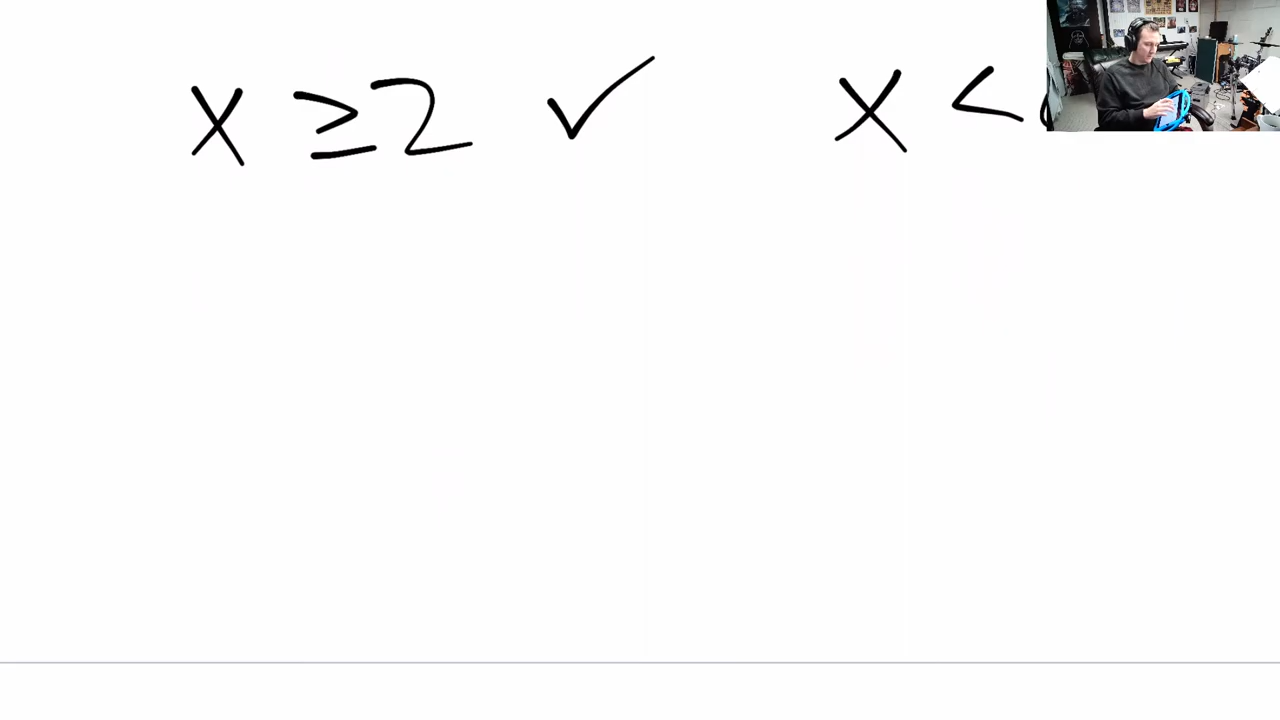 x ≥ 2 ✓ x <